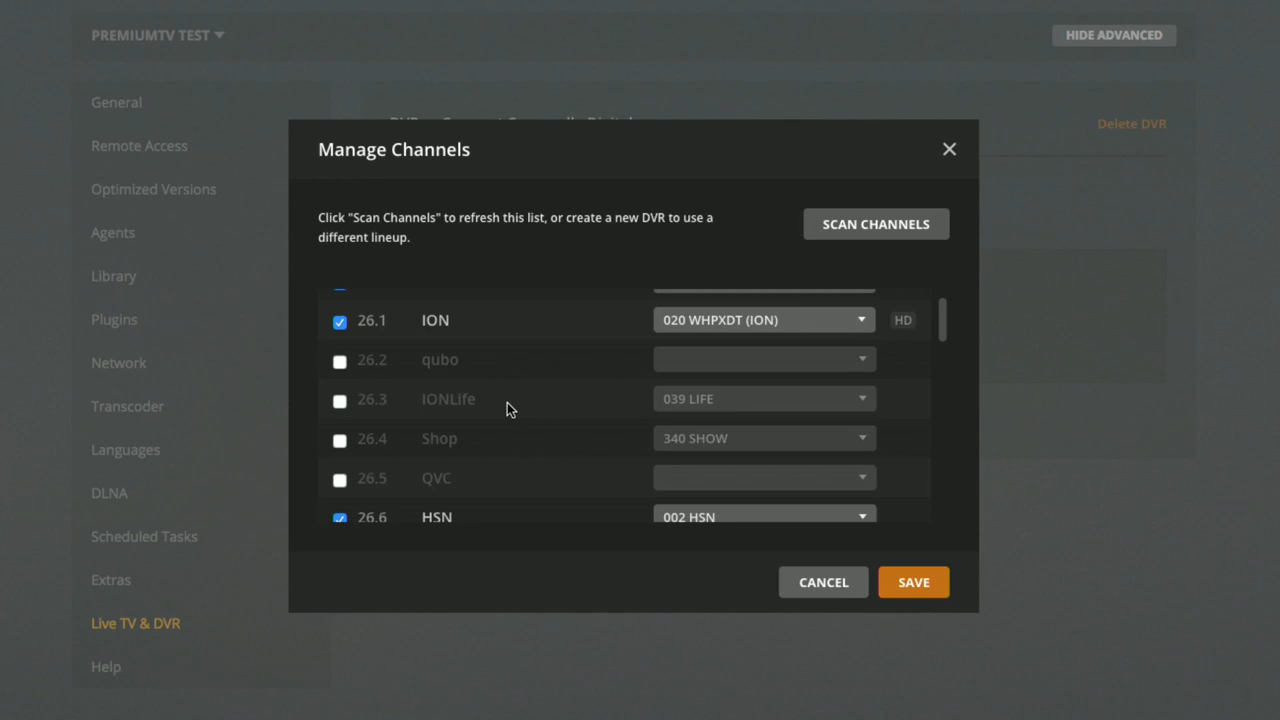 PREMIUMTV TEST
HIDE ADVANCED
General
Remote Access
Optimized Versions
Agents
Library
Plugins
Network
Transcoder
Languages
DLNA
Scheduled Tasks
Extras
Live TV & DVR
Help
Delete DVR
Manage Channels
Click "Scan Channels" to refresh this list, or create a new DVR to use a
different lineup.
SCAN CHANNELS
26.1 ION 020 WHPXDT (ION) HD
26.2 qubo
26.3 IONLife 039 LIFE
26.4 Shop 340 SHOW
26.5 QVC
26.6 HSN 002 HSN
CANCEL SAVE